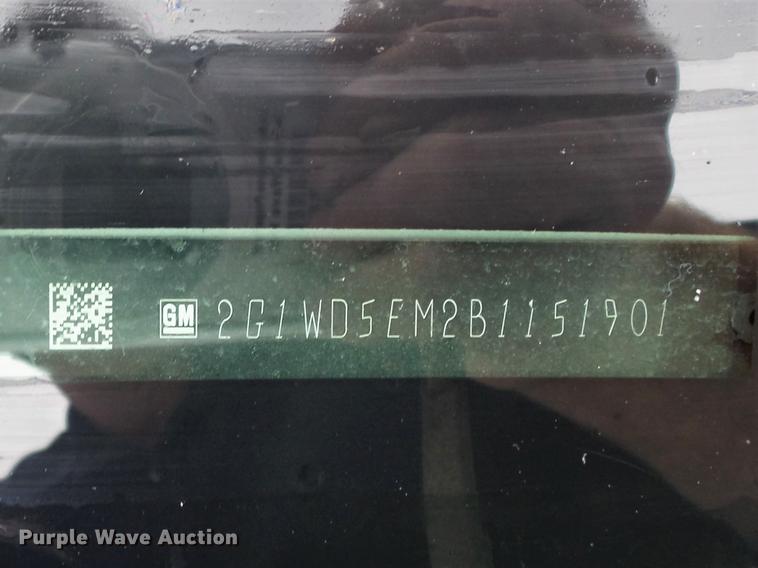 GM 2G1WD5EM2B1151901
Purple Wave Auction